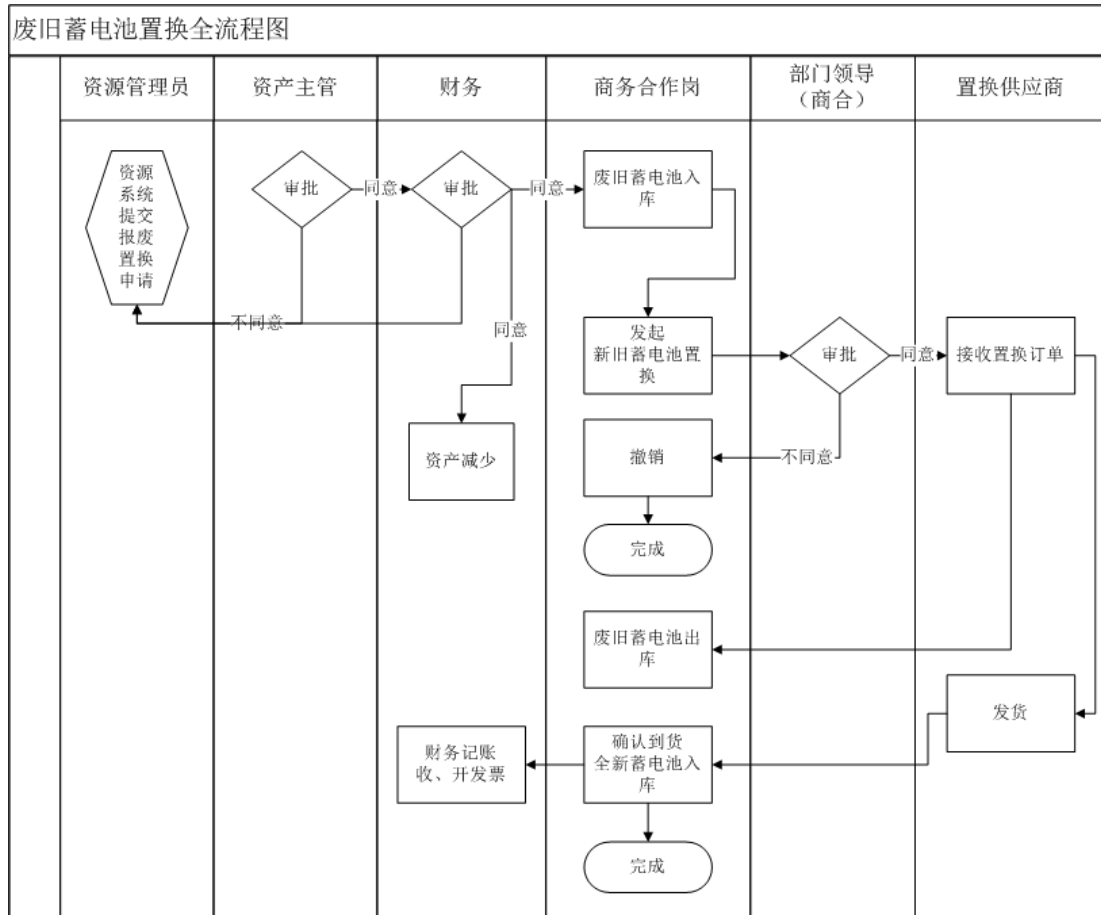 废旧蓄电池置换全流程图
资源管理员
资产主管
财务
商务合作岗
部门领导
（商合）
置换供应商
资源
系统
提交
报废
置换
申请
审批
同意
审批
同意
废旧蓄电池入
库
不同意
同意
发起
新旧蓄电池置
换
审批
同意
接收置换订单
资产减少
撤销
不同意
完成
废旧蓄电池出
库
发货
财务记账
收、开发票
确认到货
全新蓄电池入
库
完成